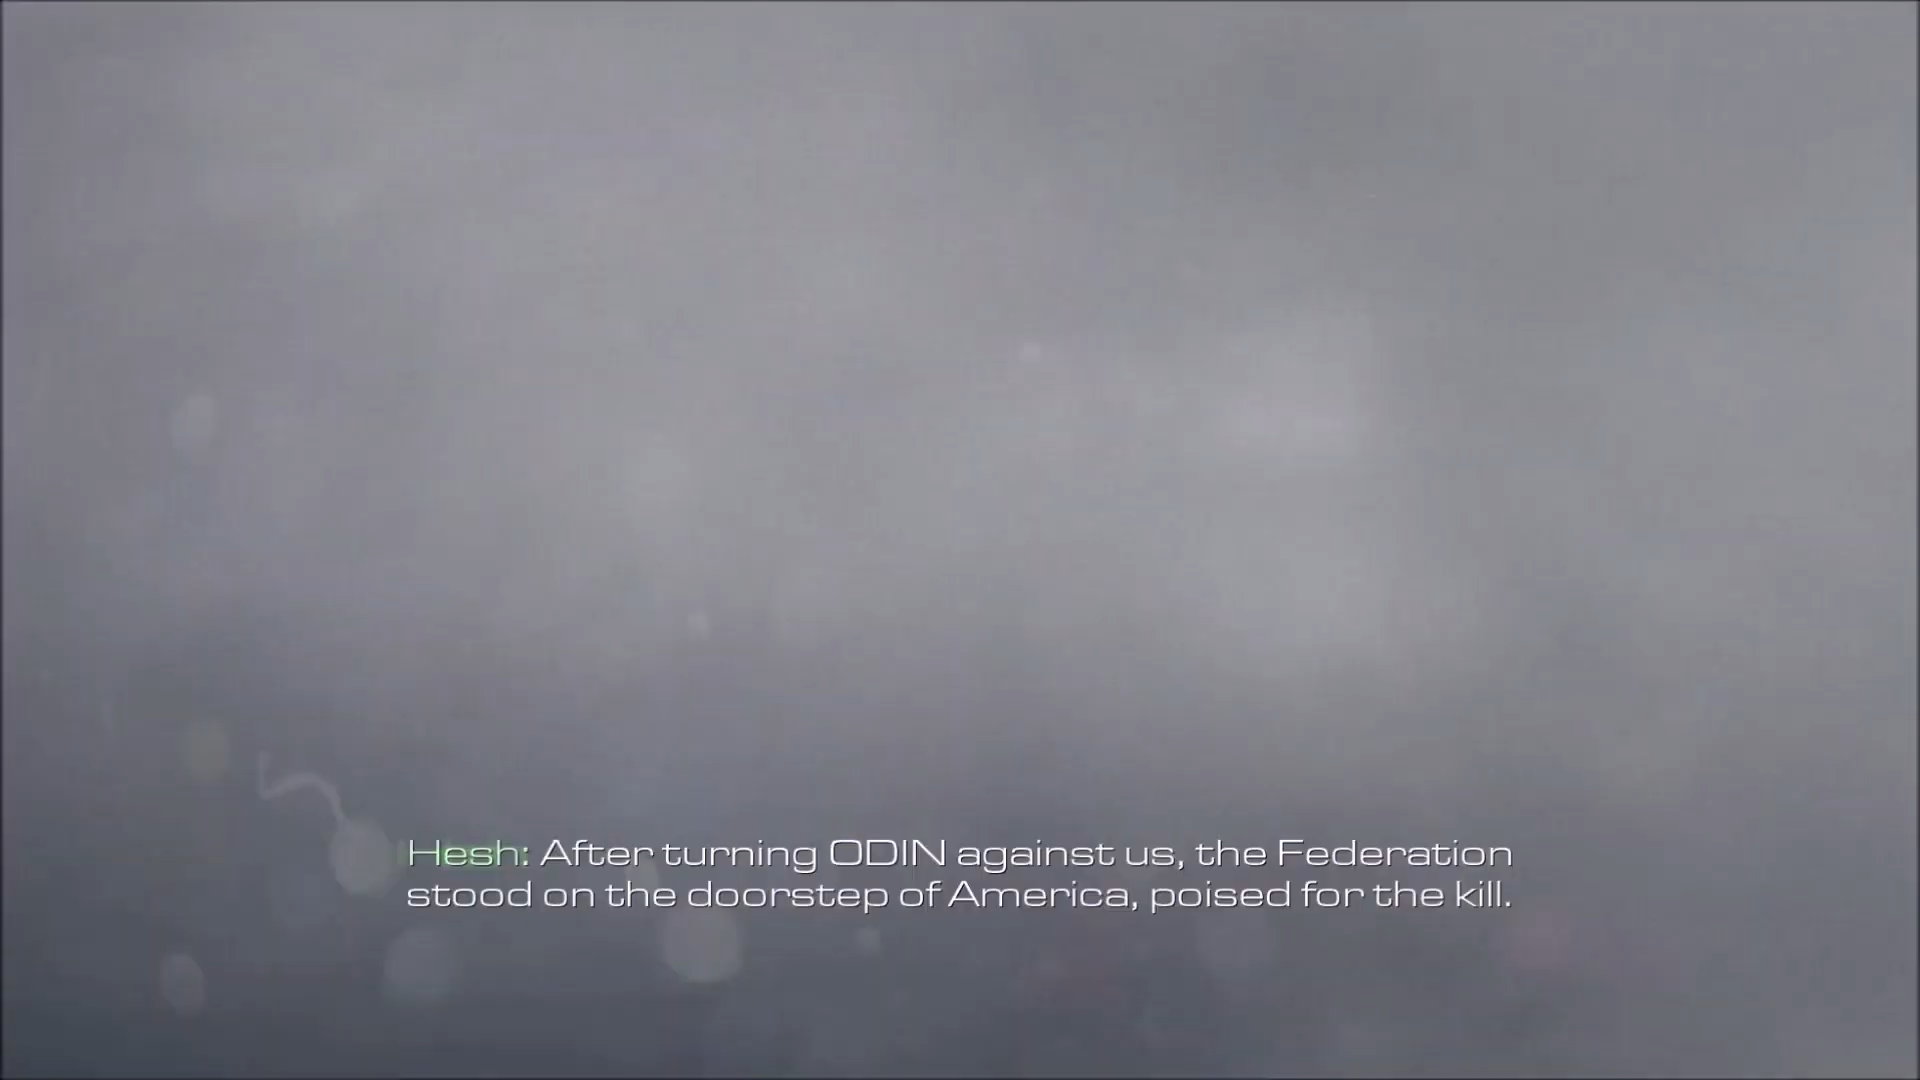 Hesh: After turning ODIN against us, the Federation
stood on the doorstep of America, poised for the kill.